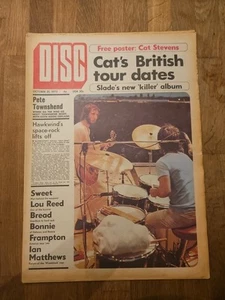 Free poster: Cat Stevens
DISC
Cat's British
tour dates
Slade's new 'killer' album
Pete
Townshend
Hawkwind's
space-rock
lifts off
Sweet
Lou Reed
Bread
Bonnie
Frampton
Ian
Matthews